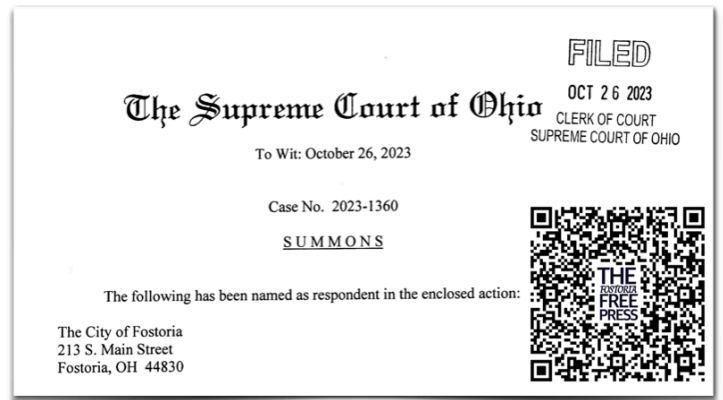 FILED
OCT 26 2023
CLERK OF COURT
SUPREME COURT OF OHIO
The Supreme Court of Ohio
To Wit: October 26, 2023
Case No. 2023-1360
SUMMONS
The following has been named as respondent in the enclosed action:
The City of Fostoria
213 S. Main Street
Fostoria, OH 44830
THE
FOSTORIA
FREE
PRESS